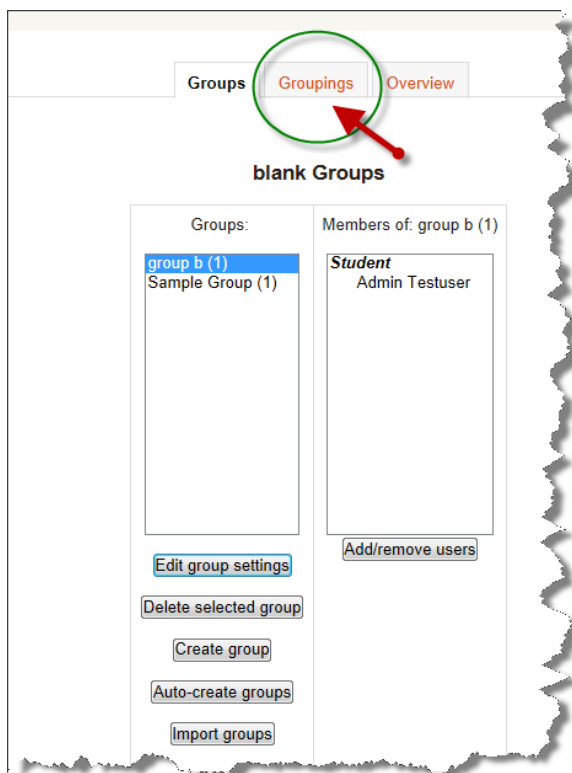 Groups Groupings Overview
blank Groups
Groups:
group b (1)
Sample Group (1)
Edit group settings
Delete selected group
Create group
Auto-create groups
Import groups
Members of: group b (1)
Student
Admin Testuser
Add/remove users